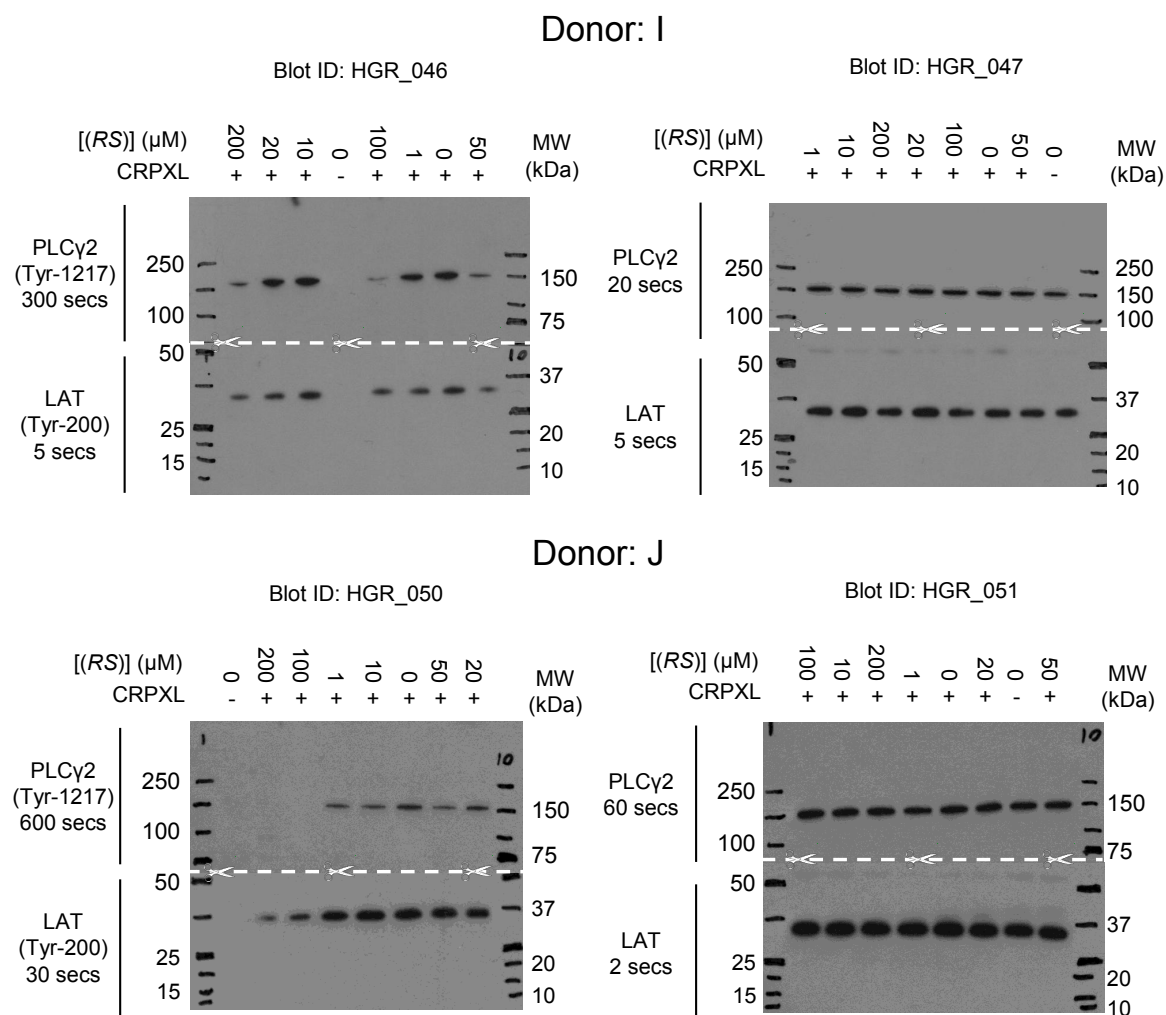 Donor: I
Blot ID: HGR_046
[(RS)] (µM) 200 20 10 0 100 1 0 50
CRPXL + + + - + + + +
MW
(kDa)
PLCγ2
(Tyr-1217)
300 secs
250
100
150
75
LAT
(Tyr-200)
5 secs
50
25
15
10
37
20
10
Blot ID: HGR_047
[(RS)] (µM) 1 10 200 20 100 0 50 0
CRPXL + + + + + + + -
MW
(kDa)
PLCγ2
20 secs
250
100
250
150
100
LAT
5 secs
50
25
15
37
20
10
Donor: J
Blot ID: HGR_050
[(RS)] (µM) 0 200 100 1 10 0 50 20
CRPXL - + + + + + + +
MW
(kDa)
1
10
PLCγ2
(Tyr-1217)
600 secs
250
100
150
75
LAT
(Tyr-200)
30 secs
50
25
15
37
20
10
Blot ID: HGR_051
[(RS)] (µM) 100 10 200 1 0 20 0 50
CRPXL + + + + + + - +
MW
(kDa)
1
10
PLCγ2
60 secs
250
100
150
75
LAT
2 secs
50
25
15
37
20
10